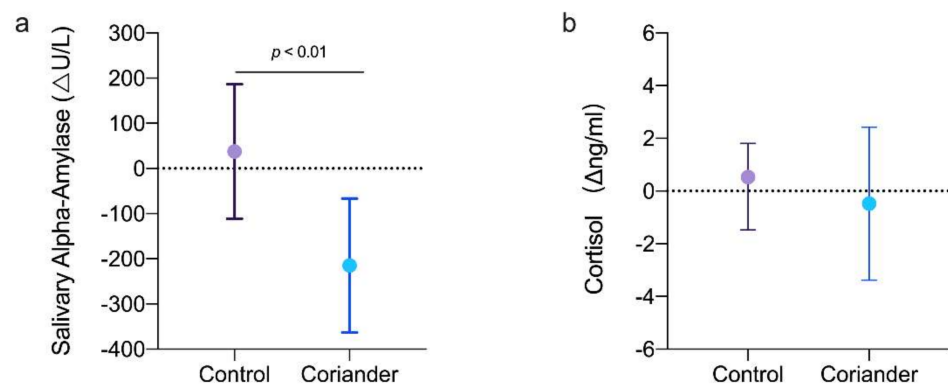 a
Salivary Alpha-Amylase (△U/L)
300
200
100
0
-100
-200
-300
-400
p < 0.01
Control Coriander
b
Cortisol (Δng/ml)
6
4
2
0
-2
-4
-6
Control Coriander